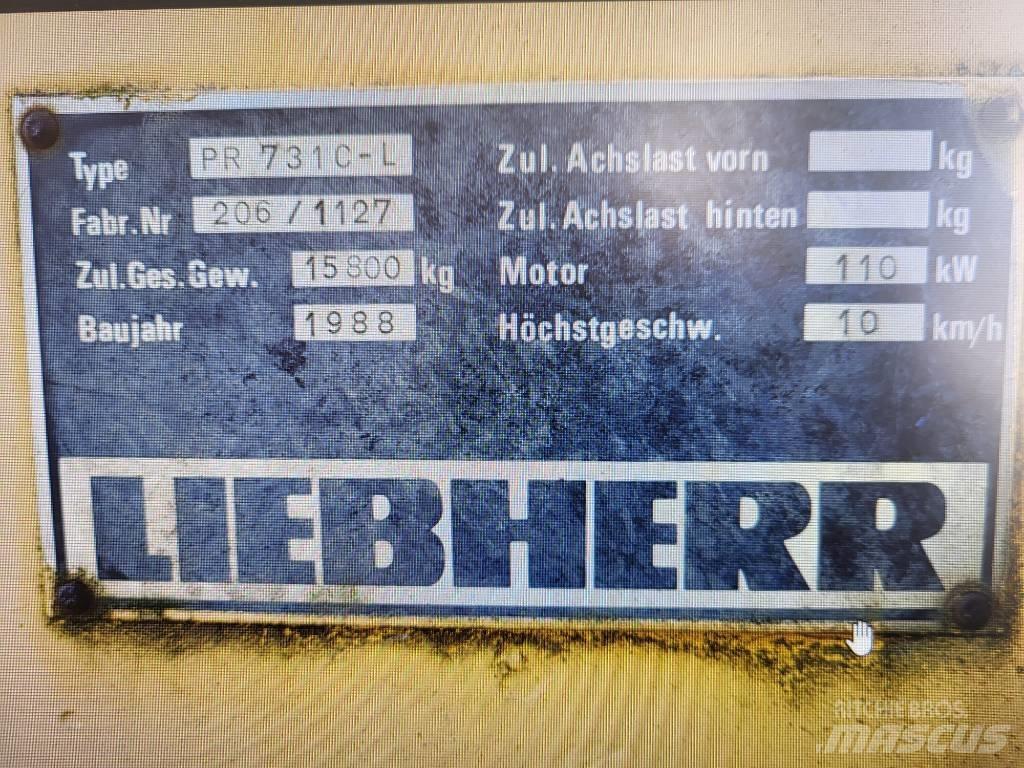 Type PR 731C-L
Fabr.Nr 206/1127
Zul.Ges.Gew. 15800 kg
Baujahr 1988
Zul. Achslast vorn kg
Zul. Achslast hinten kg
Motor 110 kW
Höchstgeschw. 10 km/h
LIEBHERR
RITCHIE BROS.
MASCUS